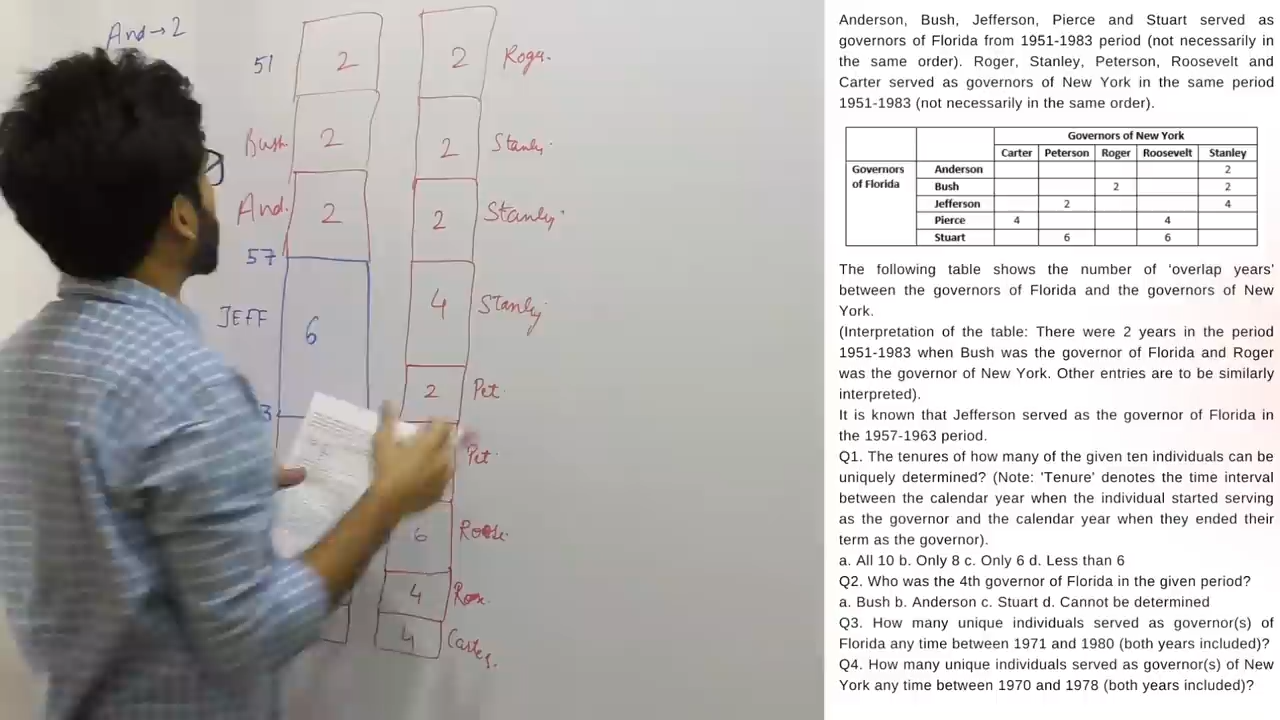 And→2
51 2 2 Roger.
Bush 2 2 Stanly.
And. 2 2 Stanly.
57
JEFF 6 4 Stanly
2 Pet.
3
Pet.
6 Roose.
4 Roose.
4 Carter.
Anderson, Bush, Jefferson, Pierce and Stuart served as
governors of Florida from 1951-1983 period (not necessarily in
the same order). Roger, Stanley, Peterson, Roosevelt and
Carter served as governors of New York in the same period
1951-1983 (not necessarily in the same order).
Governors of New York
Carter Peterson Roger Roosevelt Stanley
Governors of Florida Anderson 2
Bush 2 2
Jefferson 2 4
Pierce 4 4
Stuart 6 6
The following table shows the number of 'overlap years'
between the governors of Florida and the governors of New
York.
(Interpretation of the table: There were 2 years in the period
1951-1983 when Bush was the governor of Florida and Roger
was the governor of New York. Other entries are to be similarly
interpreted).
It is known that Jefferson served as the governor of Florida in
the 1957-1963 period.
Q1. The tenures of how many of the given ten individuals can be
uniquely determined? (Note: 'Tenure' denotes the time interval
between the calendar year when the individual started serving
as the governor and the calendar year when they ended their
term as the governor).
a. All 10 b. Only 8 c. Only 6 d. Less than 6
Q2. Who was the 4th governor of Florida in the given period?
a. Bush b. Anderson c. Stuart d. Cannot be determined
Q3. How many unique individuals served as governor(s) of
Florida any time between 1971 and 1980 (both years included)?
Q4. How many unique individuals served as governor(s) of New
York any time between 1970 and 1978 (both years included)?